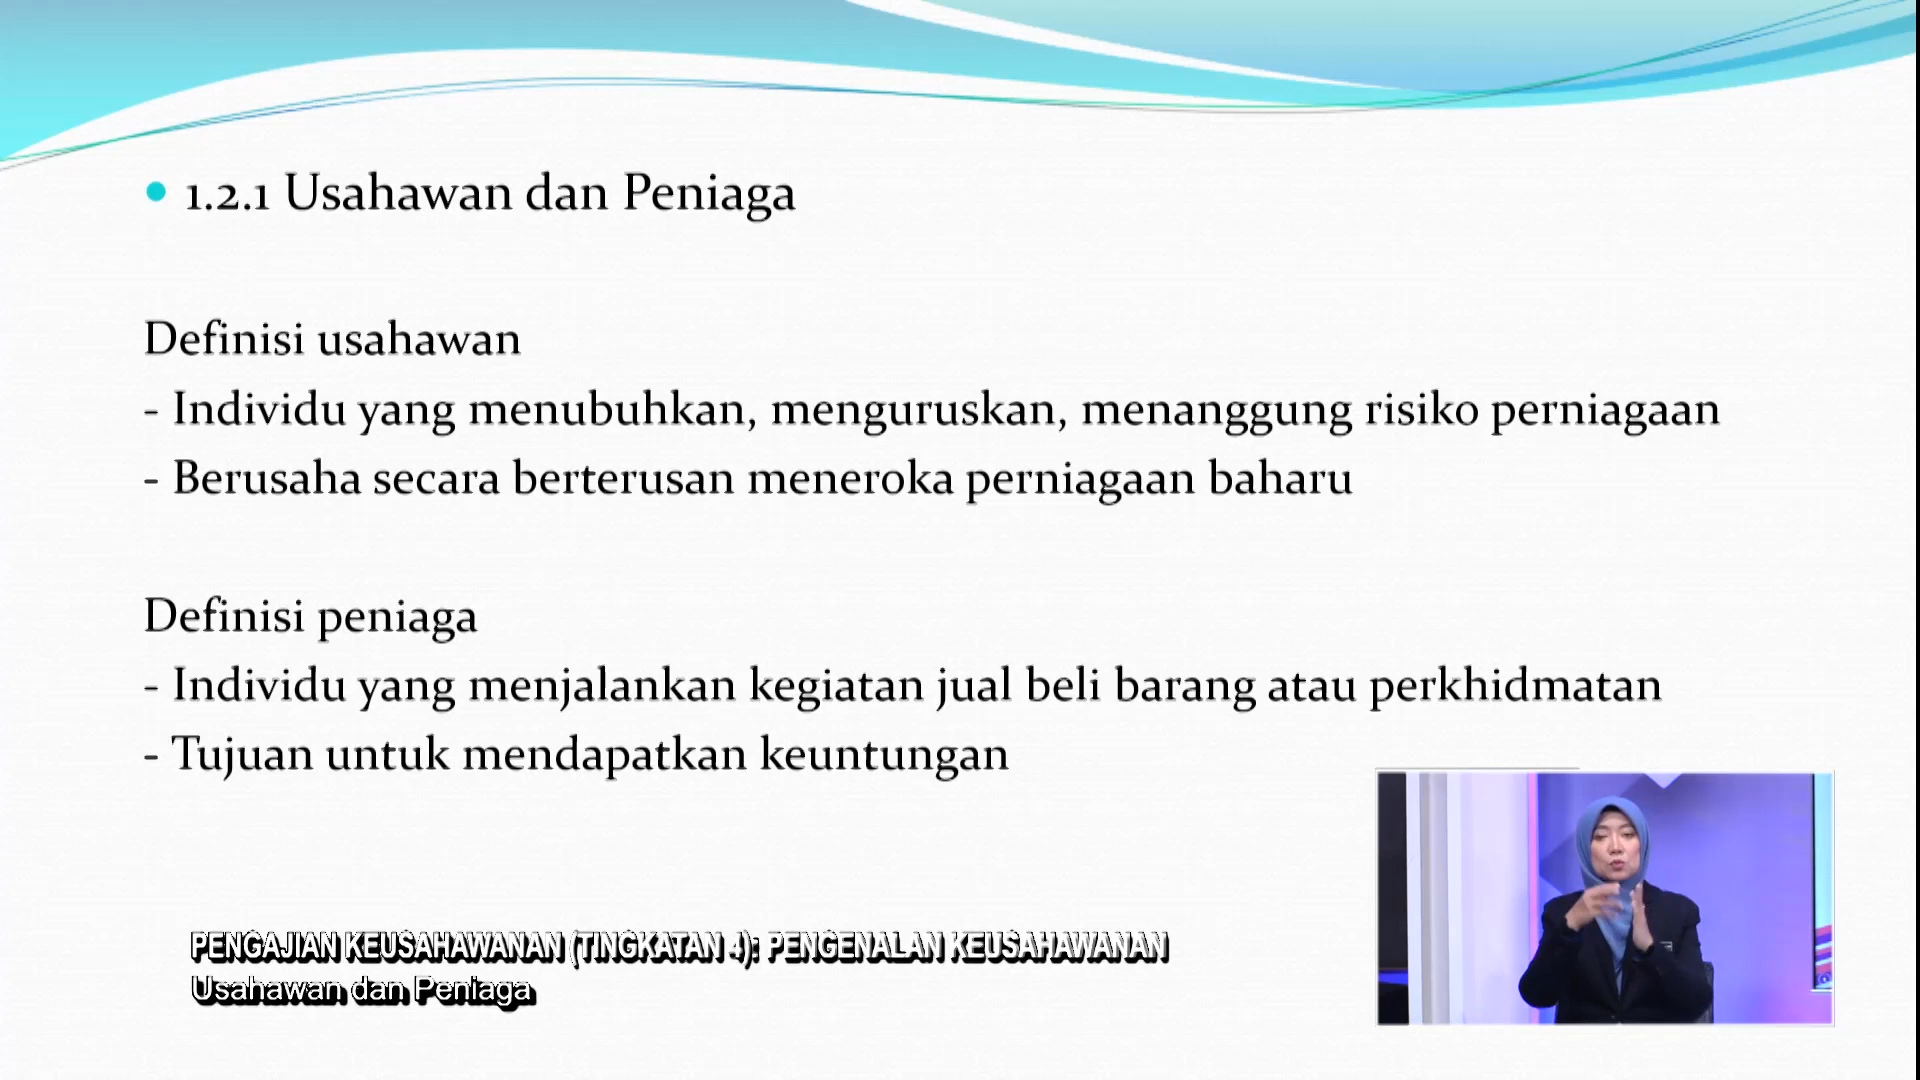 1.2.1 Usahawan dan Peniaga
Definisi usahawan
- Individu yang menubuhkan, menguruskan, menanggung risiko perniagaan
- Berusaha secara berterusan meneroka perniagaan baharu
Definisi peniaga
- Individu yang menjalankan kegiatan jual beli barang atau perkhidmatan
- Tujuan untuk mendapatkan keuntungan
PENGAJIAN KEUSAHAWANAN (TINGKATAN 4): PENGENALAN KEUSAHAWANAN
Usahawan dan Peniaga